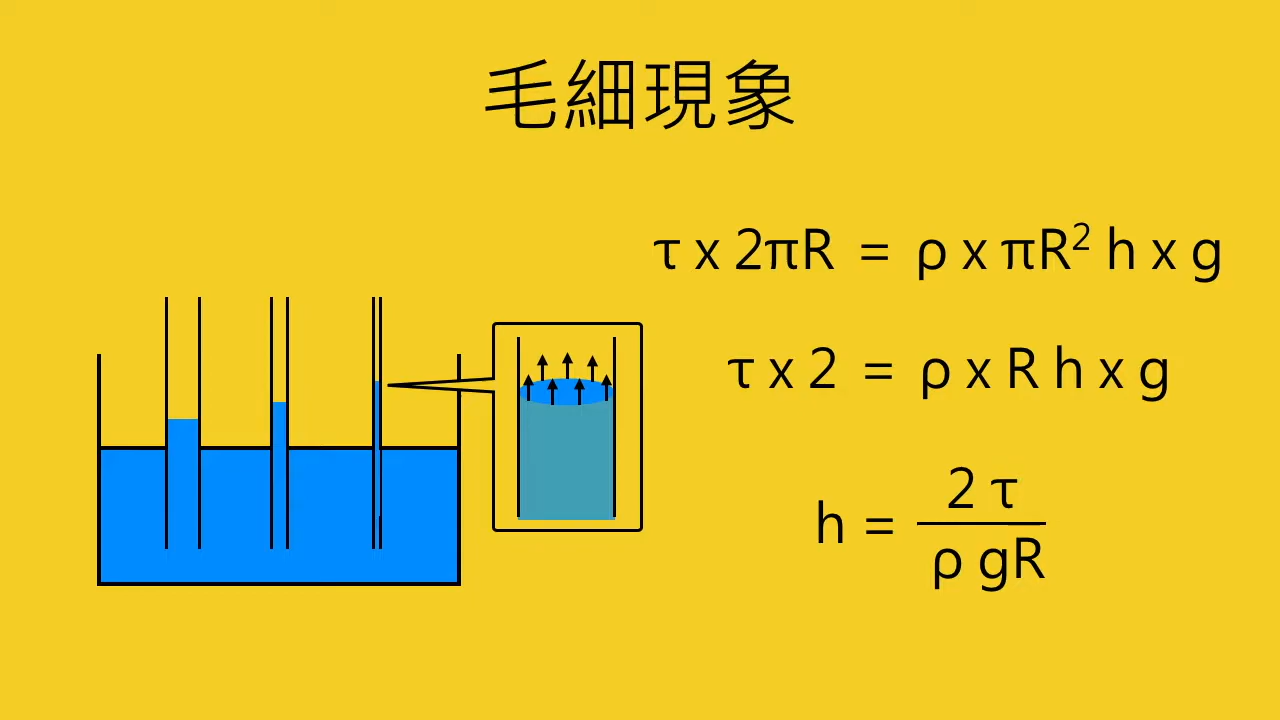 毛細現象
τ x 2πR = ρ x πR² h x g
τ x 2 = ρ x R h x g
h = 2 τ / ρ gR